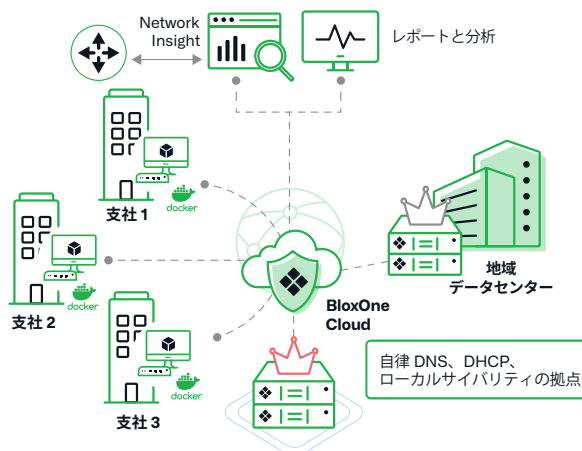 Network
Insight
レポートと分析
支社 1
docker
支社 2
docker
支社 3
docker
地域
データセンター
BloxOne
Cloud
自律 DNS、DHCP、
ローカルサイバリティの拠点